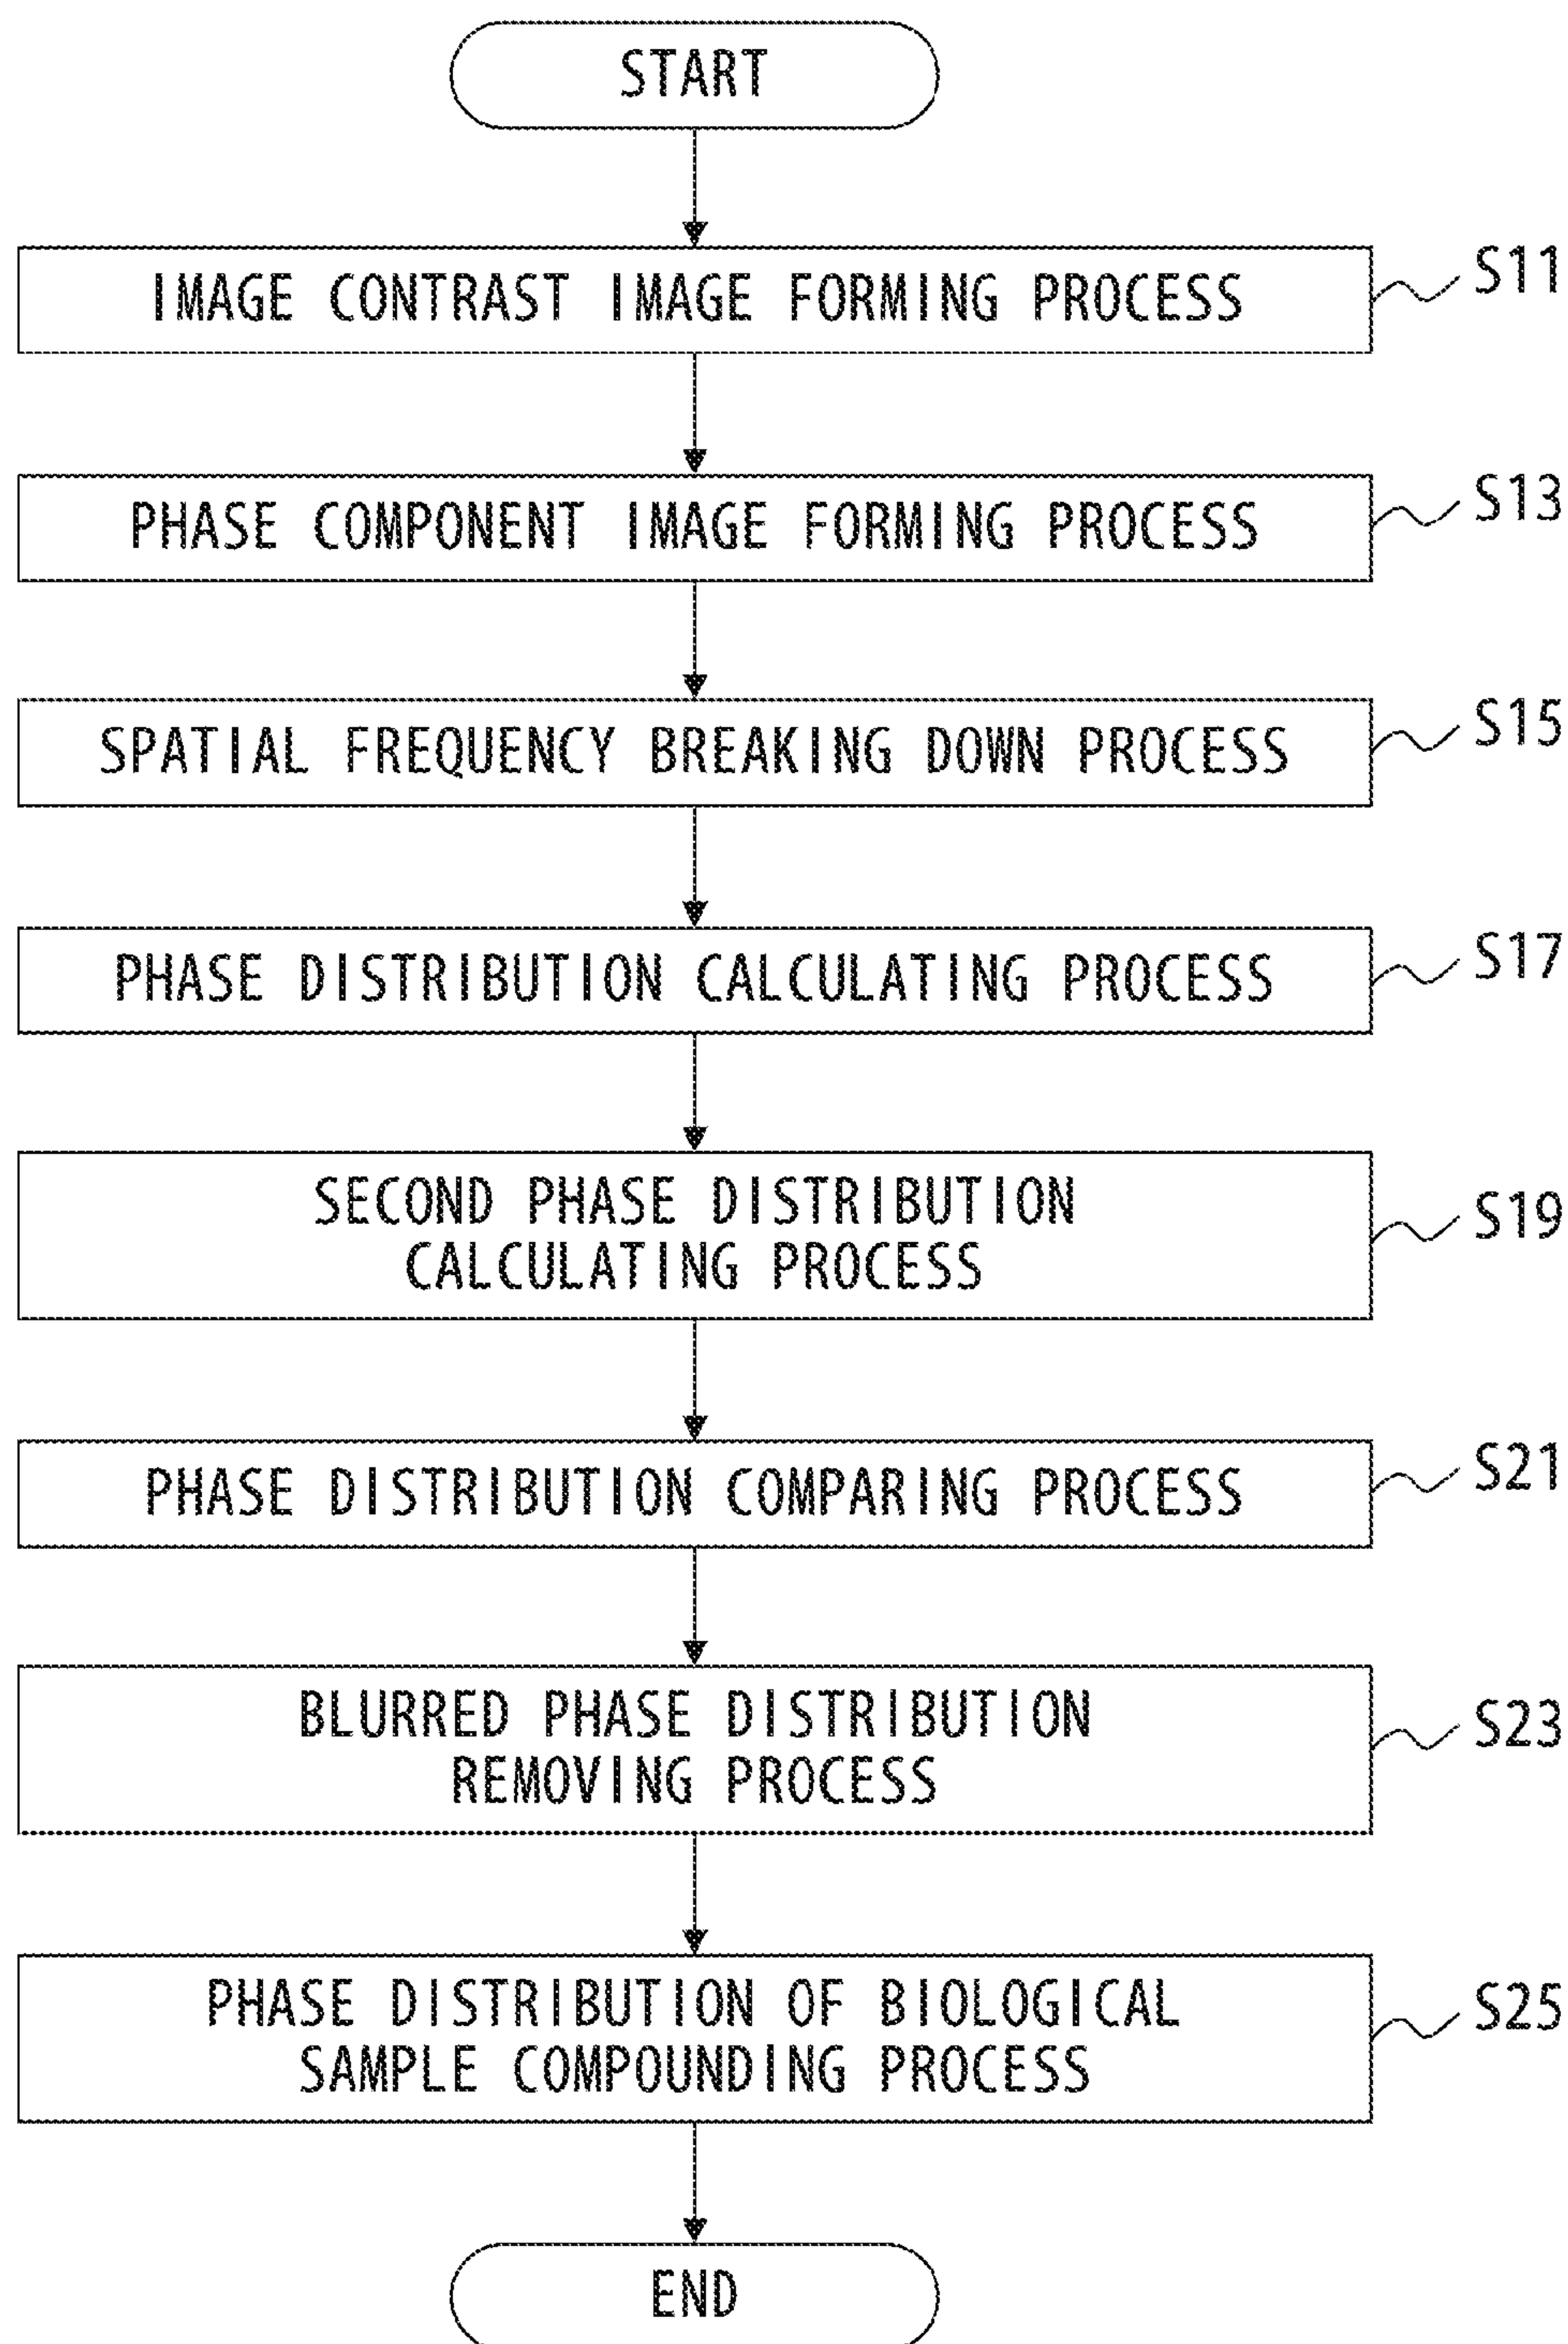 START
IMAGE CONTRAST IMAGE FORMING PROCESS
S11
PHASE COMPONENT IMAGE FORMING PROCESS
S13
SPATIAL FREQUENCY BREAKING DOWN PROCESS
S15
PHASE DISTRIBUTION CALCULATING PROCESS
S17
SECOND PHASE DISTRIBUTION
CALCULATING PROCESS
S19
PHASE DISTRIBUTION COMPARING PROCESS
S21
BLURRED PHASE DISTRIBUTION
REMOVING PROCESS
S23
PHASE DISTRIBUTION OF BIOLOGICAL
SAMPLE COMPOUNDING PROCESS
S25
END